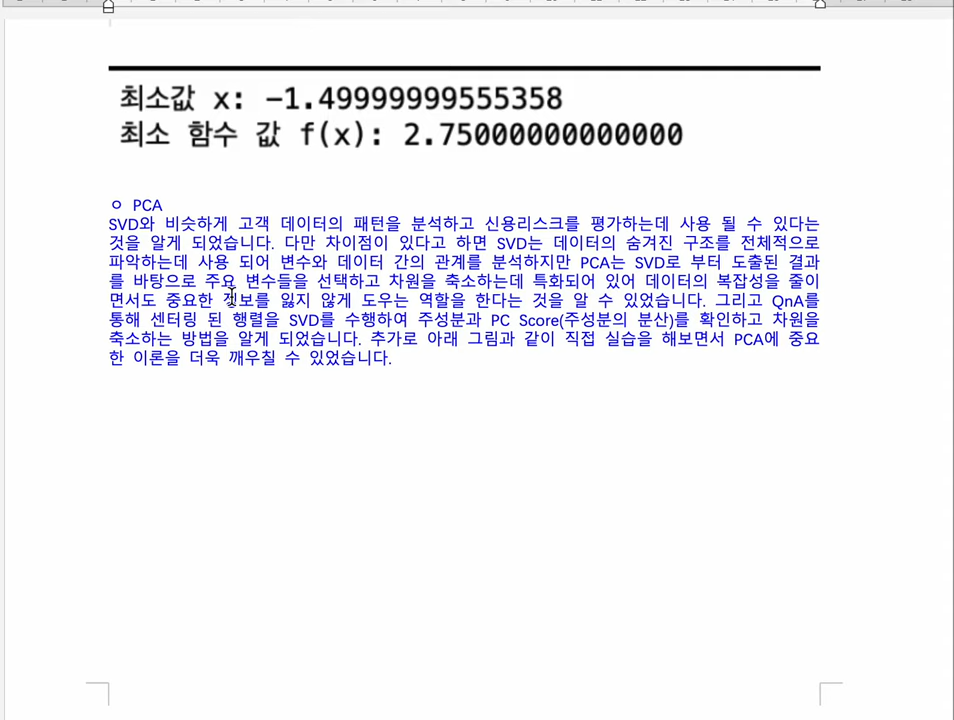 최소값 x: -1.49999999555358
최소 함수 값 f(x): 2.75000000000000
ㅇ PCA
SVD와 비슷하게 고객 데이터의 패턴을 분석하고 신용리스크를 평가하는데 사용 될 수 있다는
것을 알게 되었습니다. 다만 차이점이 있다고 하면 SVD는 데이터의 숨겨진 구조를 전체적으로
파악하는데 사용 되어 변수와 데이터 간의 관계를 분석하지만 PCA는 SVD로 부터 도출된 결과
를 바탕으로 주요 변수들을 선택하고 차원을 축소하는데 특화되어 있어 데이터의 복잡성을 줄이
면서도 중요한 정보를 잃지 않게 도우는 역할을 한다는 것을 알 수 있었습니다. 그리고 QnA를
통해 센터링 된 행렬을 SVD를 수행하여 주성분과 PC Score(주성분의 분산)를 확인하고 차원을
축소하는 방법을 알게 되었습니다. 추가로 아래 그림과 같이 직접 실습을 해보면서 PCA에 중요
한 이론을 더욱 깨우칠 수 있었습니다.